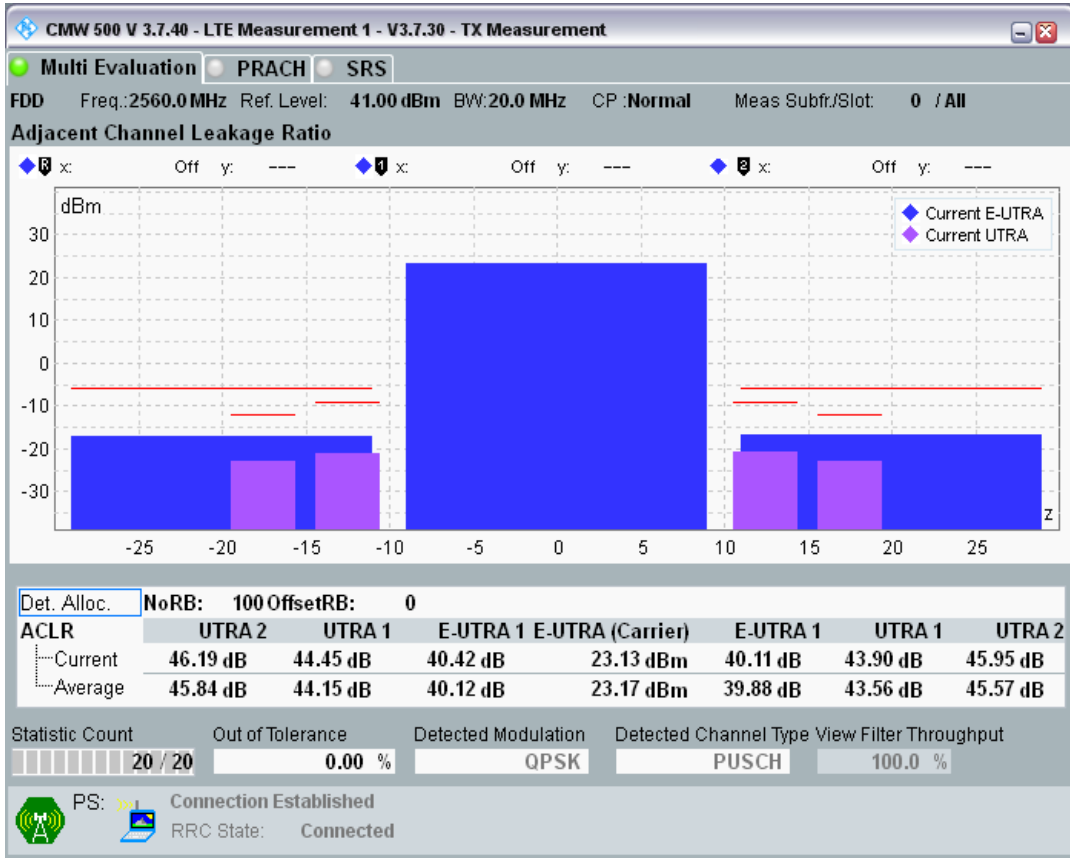 CMW 500 V 3.7.40 - LTE Measurement 1 - V3.7.30 - TX Measurement
Multi Evaluation PRACH SRS
FDD Freq.:2560.0 MHz Ref. Level: 41.00 dBm BW:20.0 MHz CP :Normal Meas Subfr./Slot: 0 / All
Adjacent Channel Leakage Ratio
R x: Off y: --- 1 x: Off y: --- 2 x: Off y: ---
dBm
Current E-UTRA
Current UTRA
30
20
10
0
-10
-20
-30
z
-25 -20 -15 -10 -5 0 5 10 15 20 25
Det. Alloc. NoRB: 100 OffsetRB: 0
ACLR UTRA 2 UTRA 1 E-UTRA 1 E-UTRA (Carrier) E-UTRA 1 UTRA 1 UTRA 2
Current 46.19 dB 44.45 dB 40.42 dB 23.13 dBm 40.11 dB 43.90 dB 45.95 dB
Average 45.84 dB 44.15 dB 40.12 dB 23.17 dBm 39.88 dB 43.56 dB 45.57 dB
Statistic Count Out of Tolerance Detected Modulation Detected Channel Type View Filter Throughput
20 / 20 0.00 % QPSK PUSCH 100.0 %
PS: Connection Established
RRC State: Connected